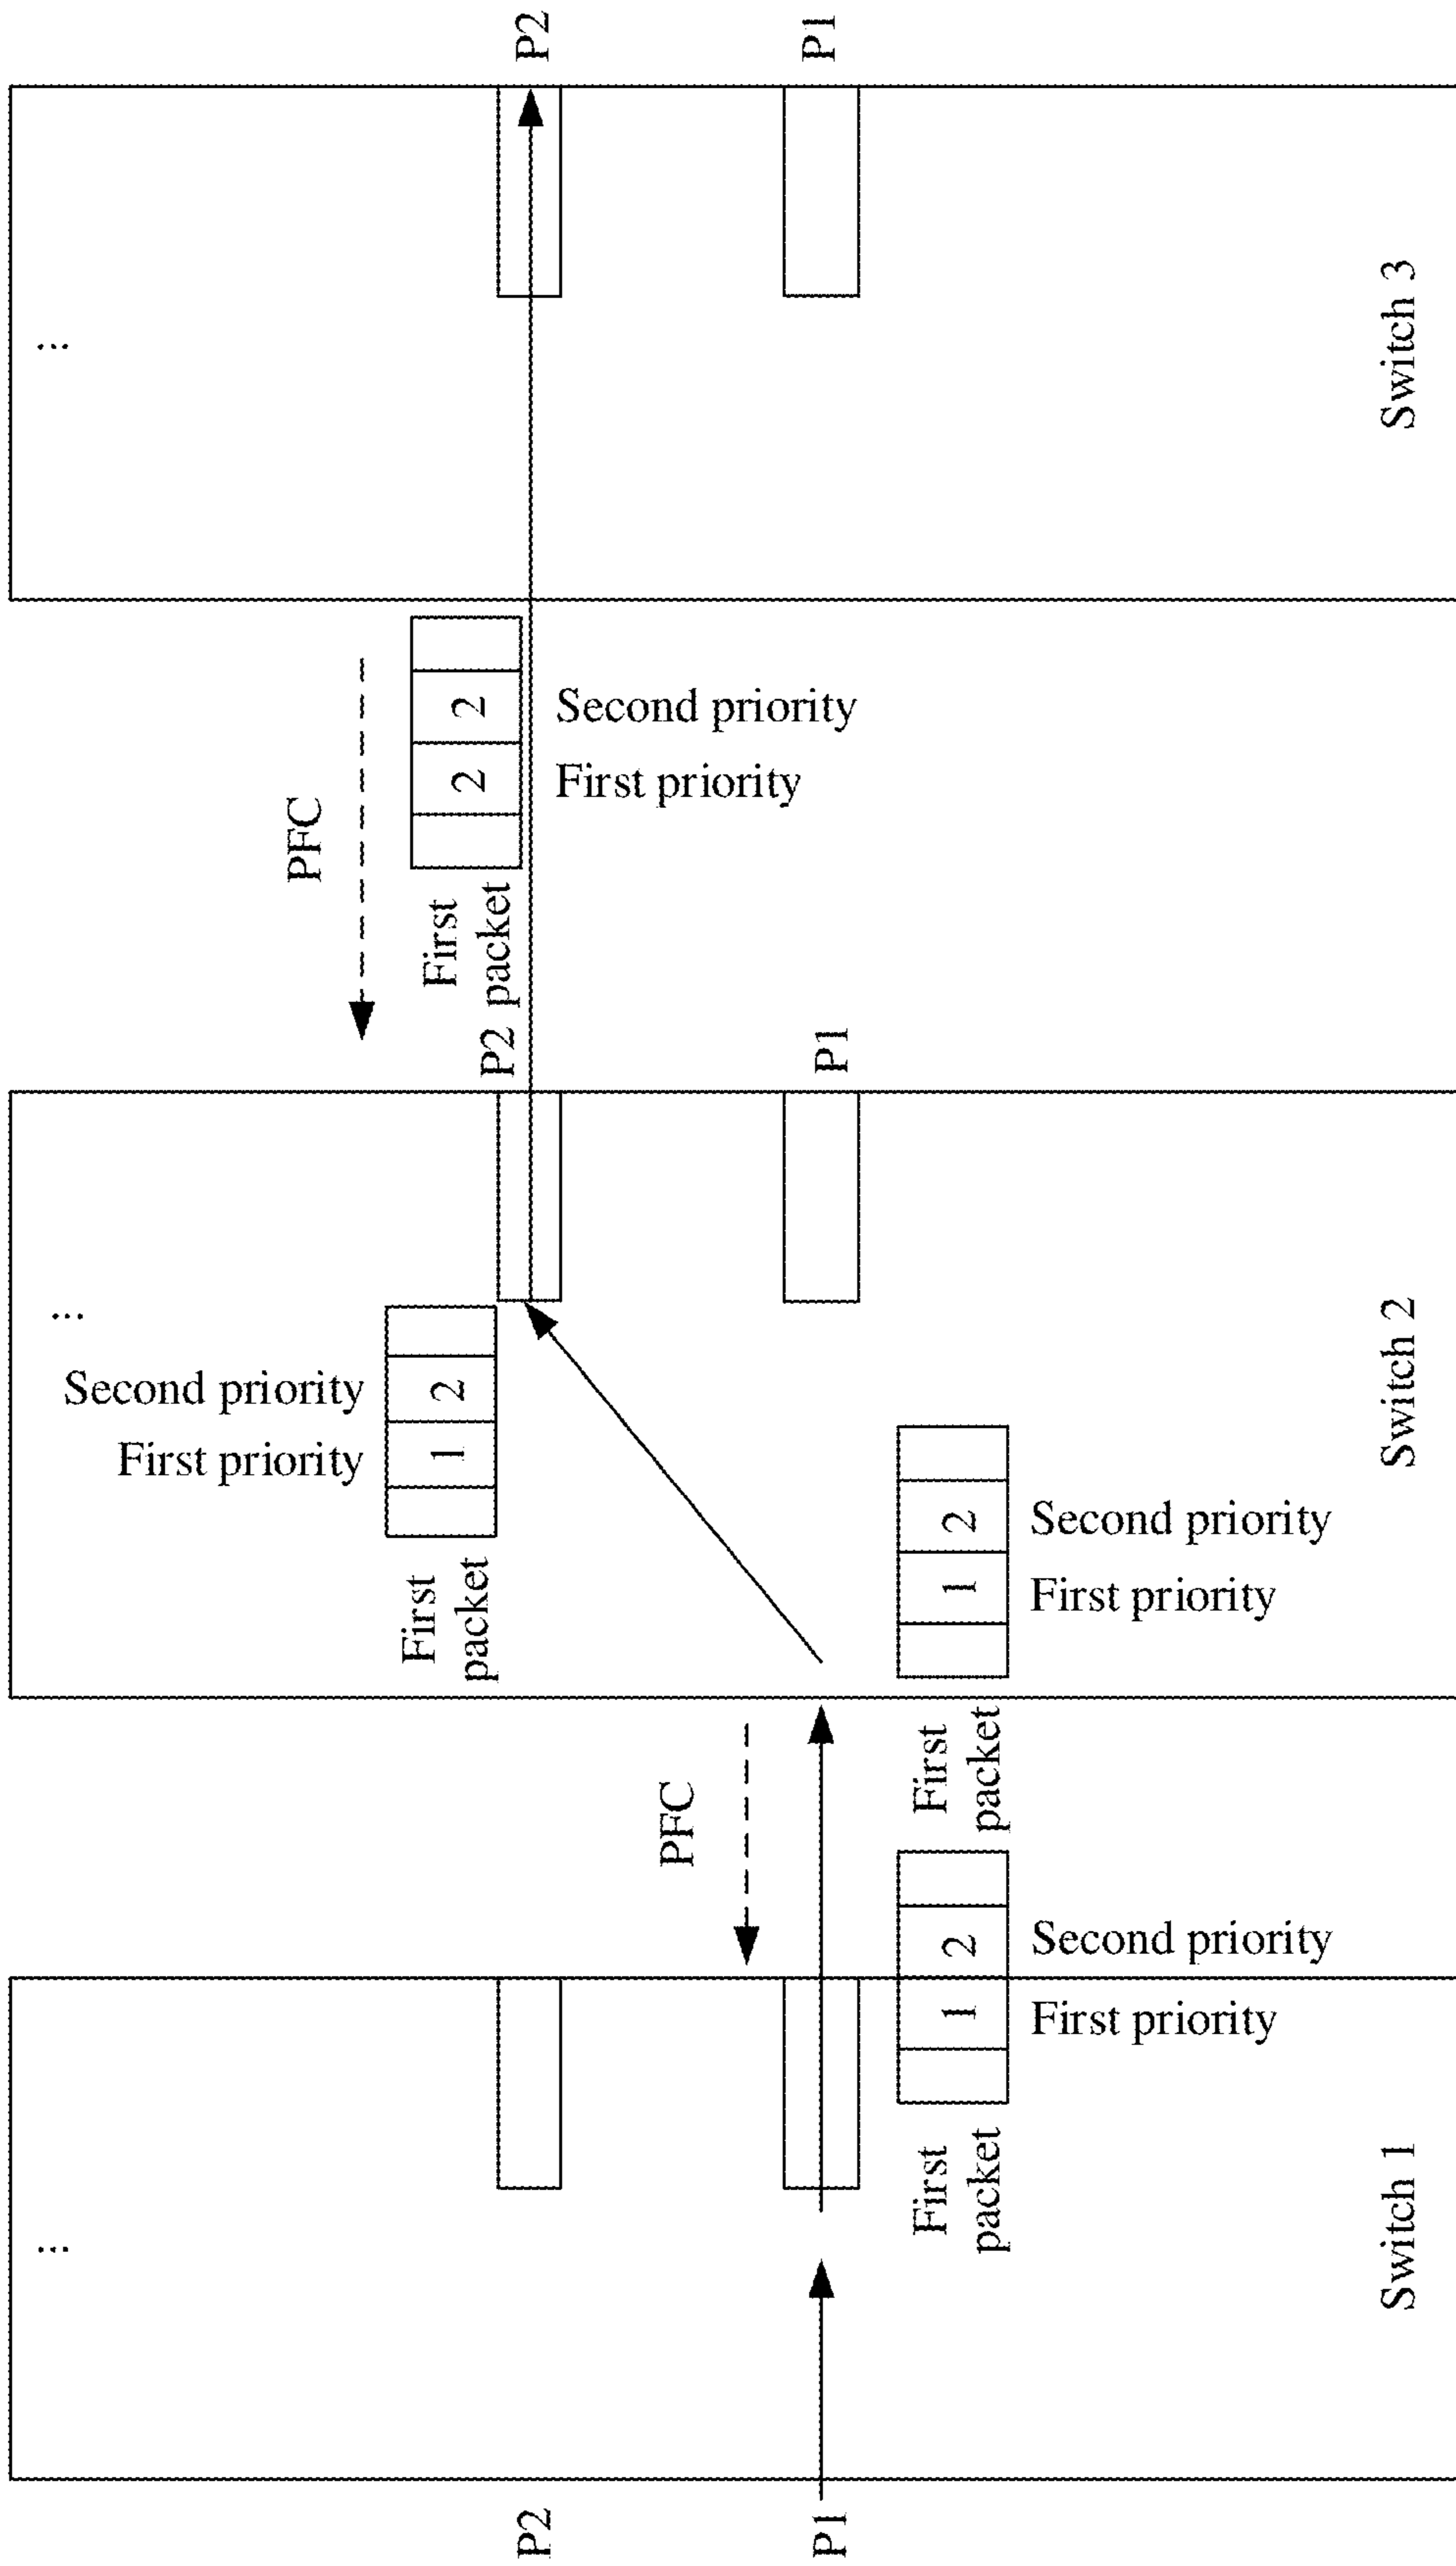 P2
P1
...
Switch 3
PFC
2
Second priority
2
First priority
First
packet
P2
P1
...
Second priority
2
First priority
1
First
packet
2
Second priority
1
First priority
Switch 2
First
packet
PFC
2
Second priority
1
First priority
First
packet
...
Switch 1
P2
P1